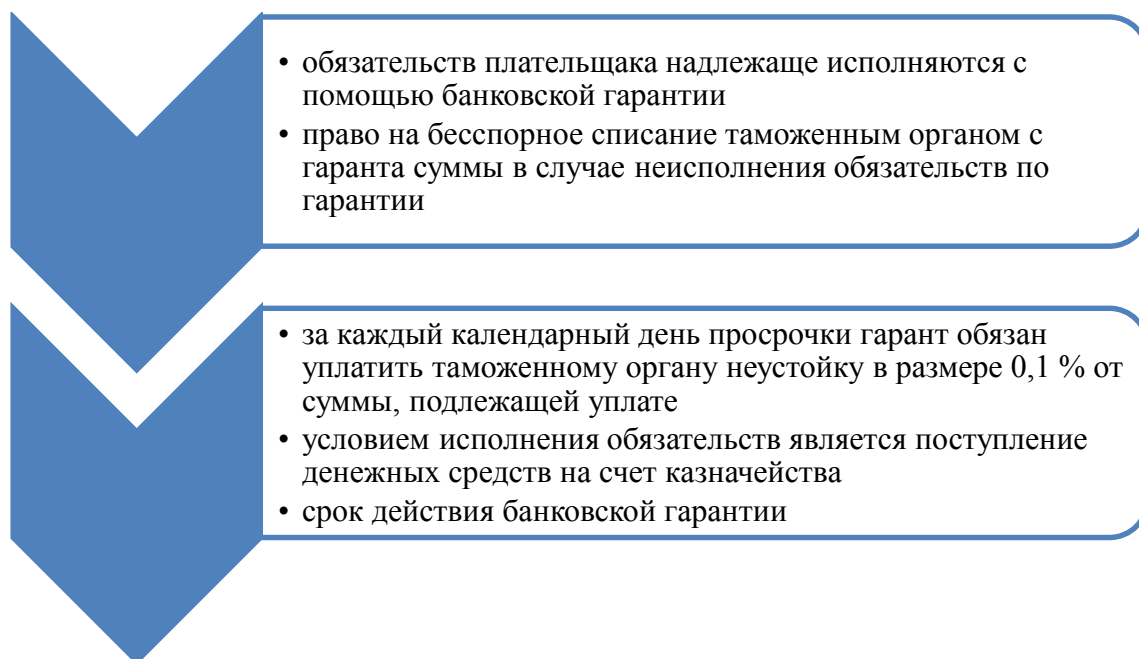 • обязательств плательщака надлежаще исполняются с
помощью банковской гарантии
• право на бесспорное списание таможенным органом с
гаранта суммы в случае неисполнения обязательств по
гарантии
• за каждый календарный день просрочки гарант обязан
уплатить таможенному органу неустойку в размере 0,1 % от
суммы, подлежащей уплате
• условием исполнения обязательств является поступление
денежных средств на счет казначейства
• срок действия банковской гарантии